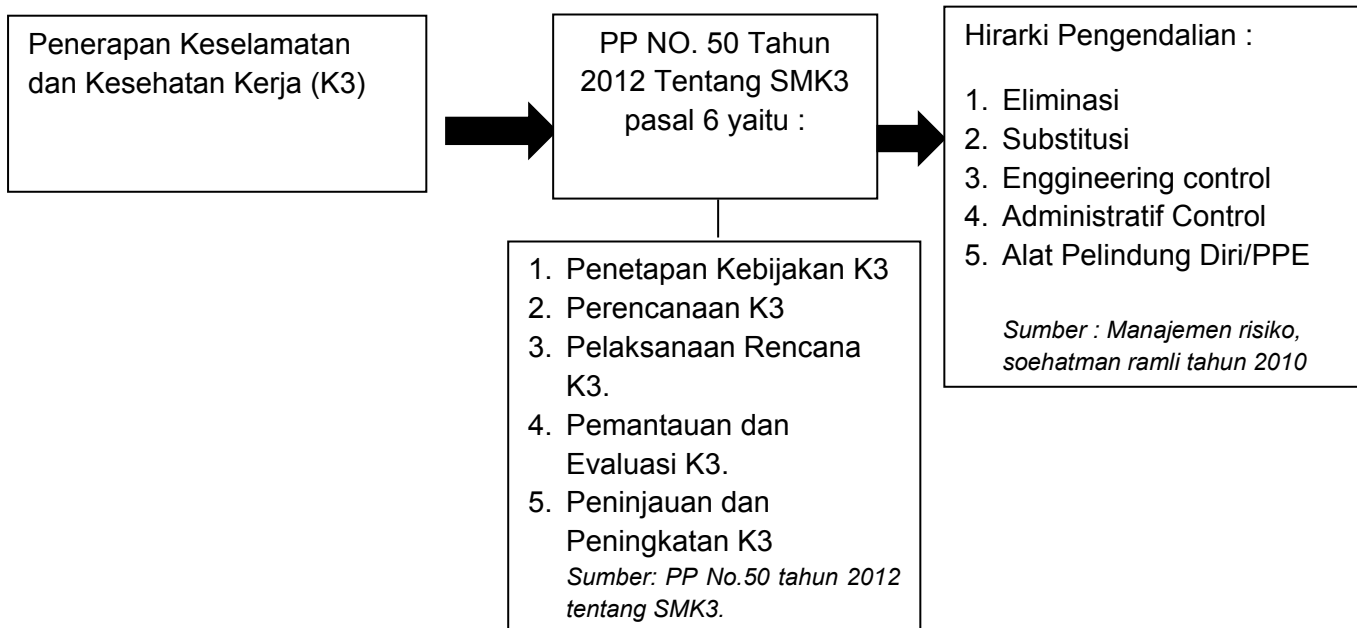 Penerapan Keselamatan
dan Kesehatan Kerja (K3)
PP NO. 50 Tahun
2012 Tentang SMK3
pasal 6 yaitu :
1. Penetapan Kebijakan K3
2. Perencanaan K3
3. Pelaksanaan Rencana
K3.
4. Pemantauan dan
Evaluasi K3.
5. Peninjauan dan
Peningkatan K3
Sumber: PP No.50 tahun 2012
tentang SMK3.
Hirarki Pengendalian :
1. Eliminasi
2. Substitusi
3. Enggineering control
4. Administratif Control
5. Alat Pelindung Diri/PPE
Sumber : Manajemen risiko,
soehatman ramli tahun 2010